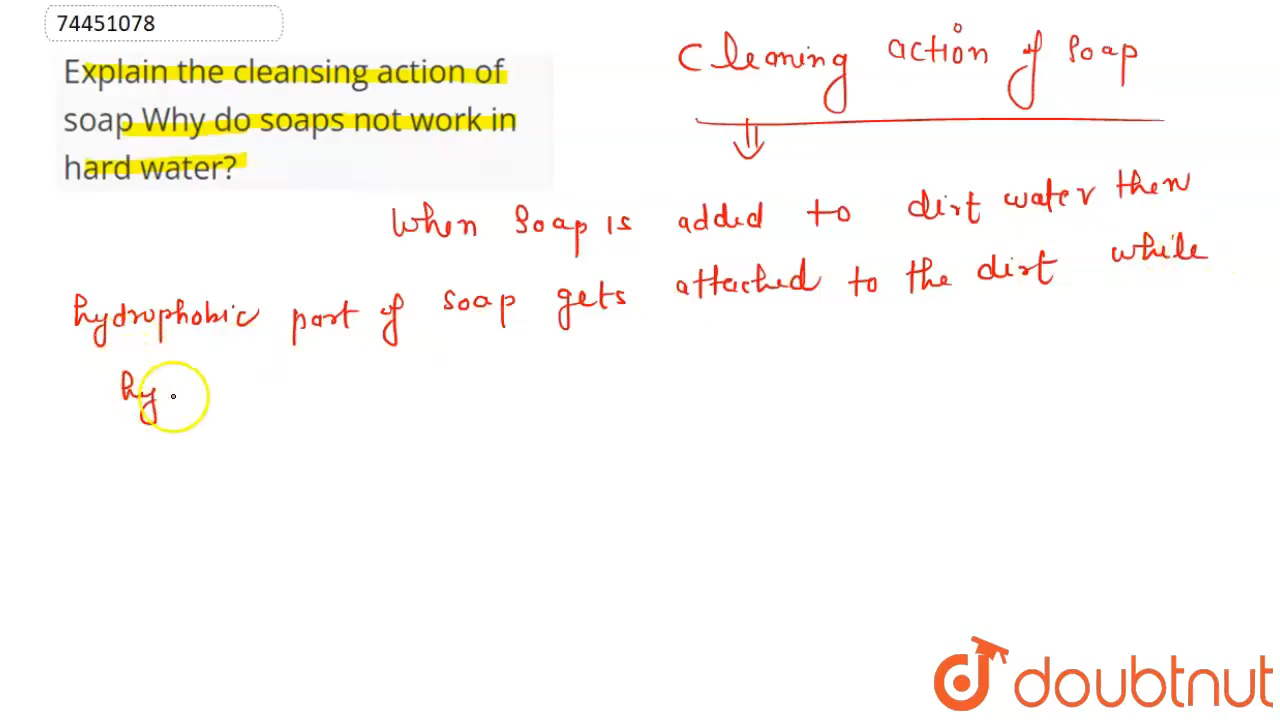 74451078
Explain the cleansing action of
soap Why do soaps not work in
hard water?
Cleaning action of soap
When soap is added to dirt water then
hydrophobic part of soap gets attached to the dirt while
hy
doubtnut